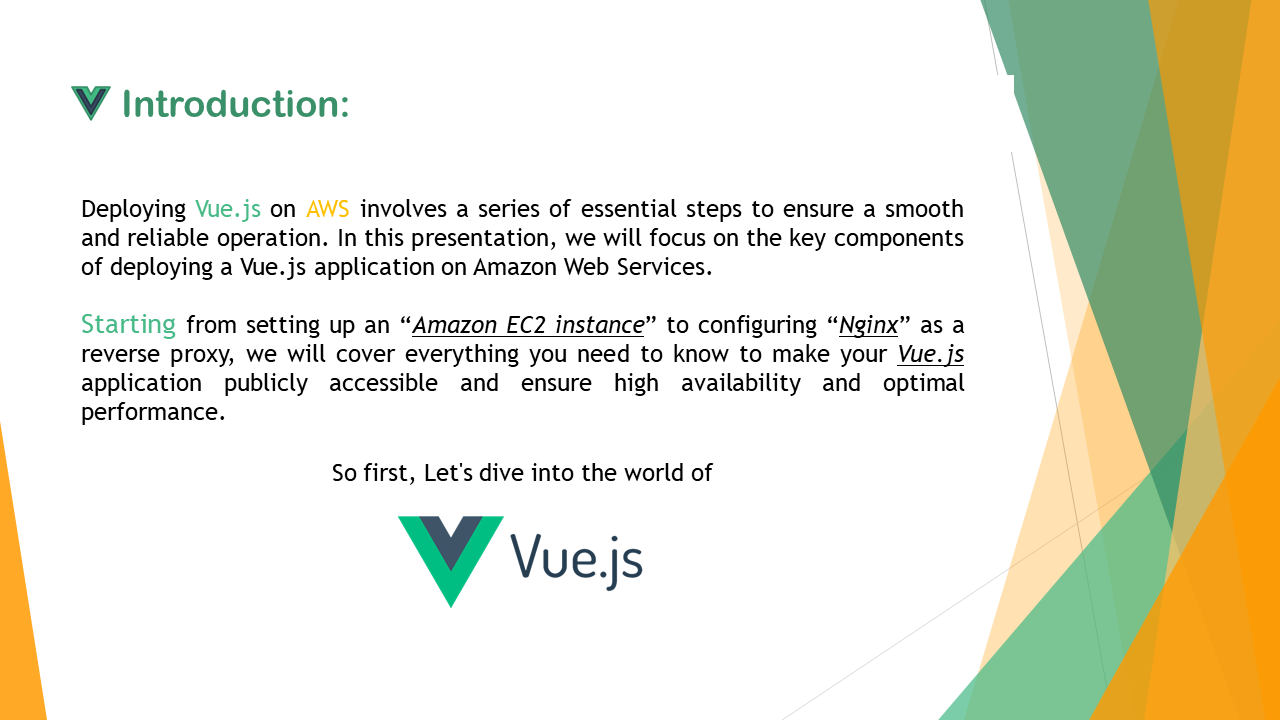 Introduction:
Deploying Vue.js on AWS involves a series of essential steps to ensure a smooth
and reliable operation. In this presentation, we will focus on the key components
of deploying a Vue.js application on Amazon Web Services.
Starting from setting up an “Amazon EC2 instance” to configuring “Nginx” as a
reverse proxy, we will cover everything you need to know to make your Vue.js
application publicly accessible and ensure high availability and optimal
performance.
So first, Let's dive into the world of
Vue.js